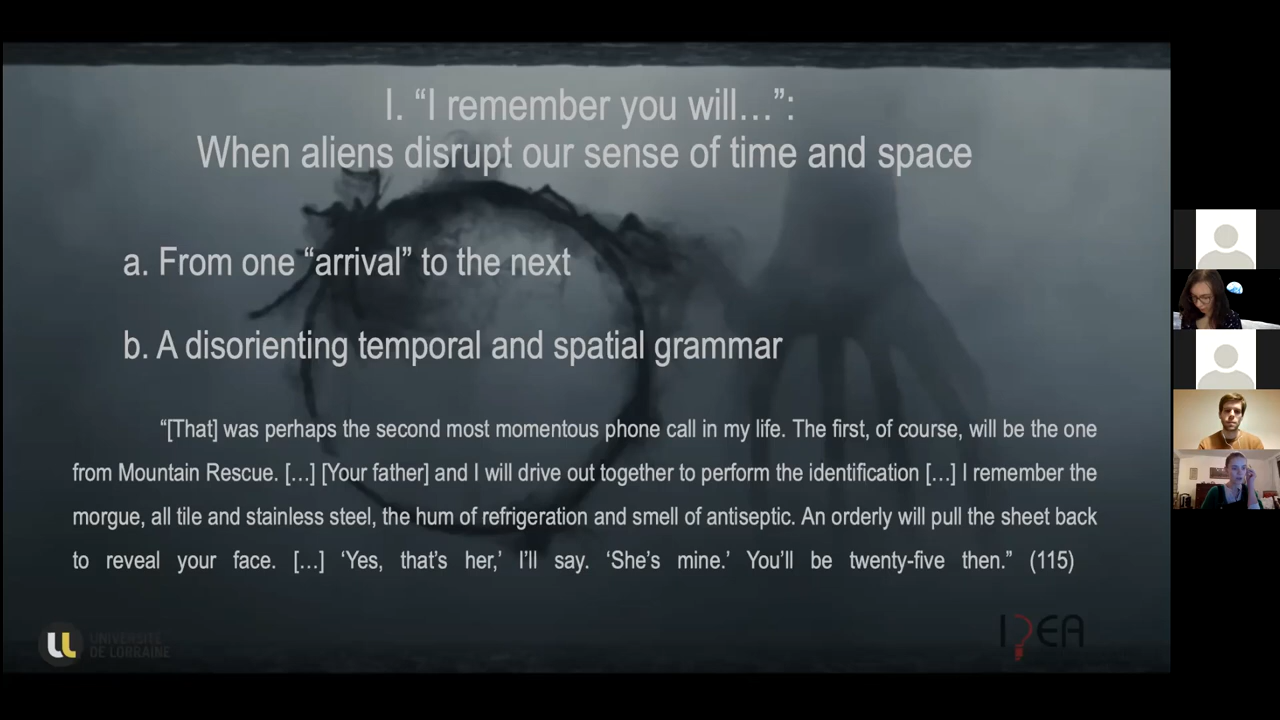 I. “I remember you will…”:
When aliens disrupt our sense of time and space
a. From one “arrival” to the next
b. A disorienting temporal and spatial grammar
“[That] was perhaps the second most momentous phone call in my life. The first, of course, will be the one
from Mountain Rescue. […] [Your father] and I will drive out together to perform the identification […] I remember the
morgue, all tile and stainless steel, the hum of refrigeration and smell of antiseptic. An orderly will pull the sheet back
to reveal your face. […] ‘Yes, that’s her,’ I’ll say. ‘She’s mine.’ You’ll be twenty-five then.” (115)
UL UNIVERSITÉ
DE LORRAINE
IDEA